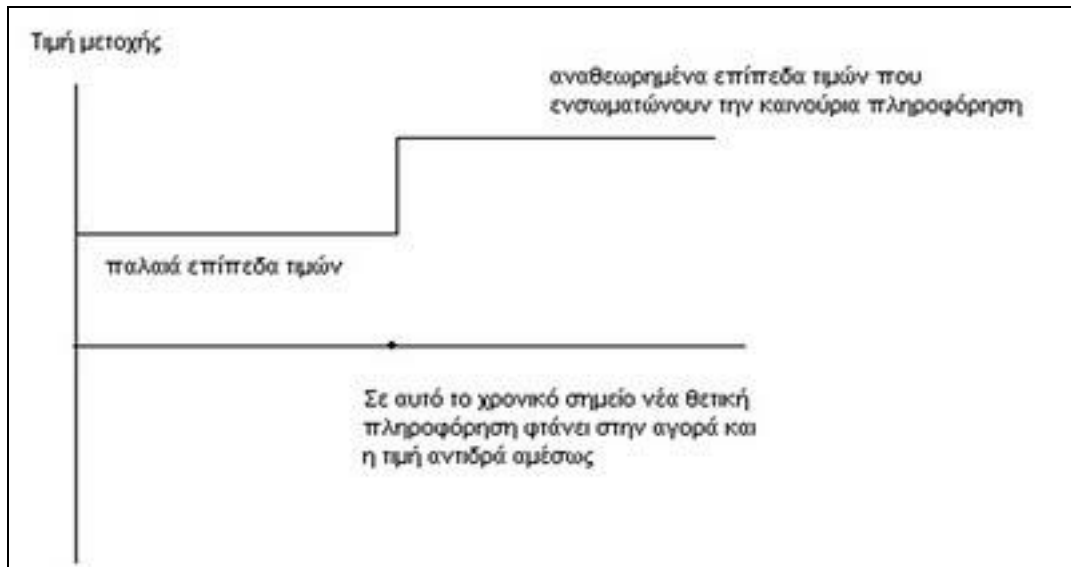 Τιμή μετοχής
αναθεωρημένα επίπεδα τιμών που
ενσωματώνουν την καινούρια πληροφόρηση
παλαιά επίπεδα τιμών
Σε αυτό το χρονικό σημείο νέα θετική
πληροφόρηση φτάνει στην αγορά και
η τιμή αντιδρά αμέσως